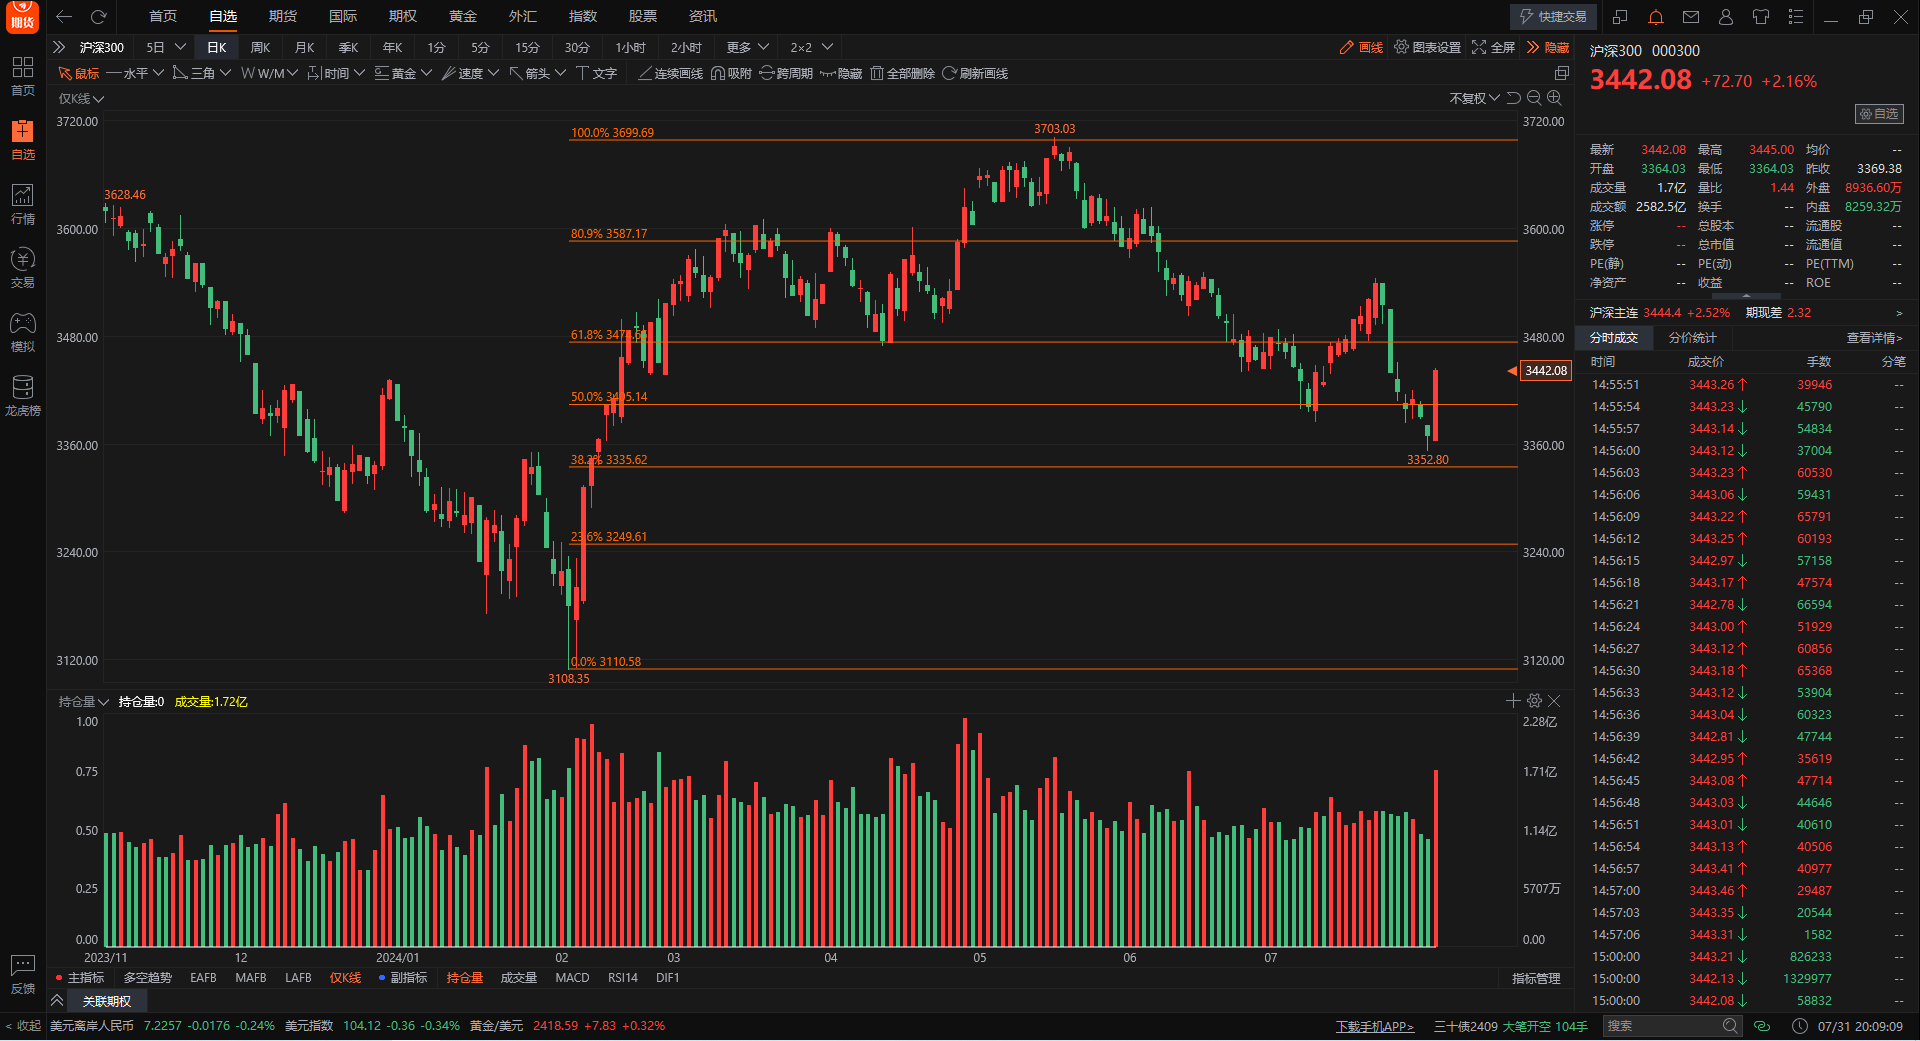 期货
首页 自选 期货 国际 期权 黄金 外汇 指数 股票 资讯
快捷交易
沪深300 5日 日K 周K 月K 季K 年K 1分 5分 15分 30分 1小时 2小时 更多 2×2
画线 图表设置 全屏 隐藏
鼠标 水平 三角 W/M 时间 黄金 速度 箭头 文字 连续画线 吸附 跨周期 隐藏 全部删除 刷新画线
首页
自选
行情
交易
模拟
龙虎榜
反馈
< 收起
仅K线
不复权
3720.00 3720.00
3600.00 3600.00
3480.00 3480.00
3360.00 3360.00
3240.00 3240.00
3120.00 3120.00
100.0% 3699.69
3703.03
3628.46
80.9% 3587.17
61.8%
50.0%
3335.62
3249.61
0.0% 3110.58
3108.35
3352.80
3442.08
持仓量 持仓量:0 成交量:1.72亿
1.00 2.28亿
0.75 1.71亿
0.50 1.14亿
0.25 5707万
0.00 0.00
2023/11 12 2024/01 02 03 04 05 06 07
主指标 多空趋势 EAFB MAFB LAFB 仅K线 副指标 持仓量 成交量 MACD RSI14 DIF1 指标管理
关联期权
沪深300 000300
3442.08 +72.70 +2.16%
自选
最新 3442.08 最高 3445.00 均价 --
开盘 3364.03 最低 3364.03 昨收 3369.38
成交量 1.7亿 量比 1.44 外盘 8936.60万
成交额 2582.5亿 换手 -- 内盘 8259.32万
涨停 -- 总股本 -- 流通股 --
跌停 -- 总市值 -- 流通值 --
PE(静) -- PE(动) -- PE(TTM) --
净资产 -- 收益 -- ROE --
沪深主连 3444.4 +2.52% 期现差 2.32 >
分时成交 分价统计 查看详情>
时间 成交价 手数 分笔
14:55:51 3443.26↑ 39946 --
14:55:54 3443.23↓ 45790 --
14:55:57 3443.14↓ 54834 --
14:56:00 3443.12↓ 37004 --
14:56:03 3443.23↑ 60530 --
14:56:06 3443.06↓ 59431 --
14:56:09 3443.22↑ 65791 --
14:56:12 3443.25↑ 60193 --
14:56:15 3442.97↓ 57158 --
14:56:18 3443.17↑ 47574 --
14:56:21 3442.78↓ 66594 --
14:56:24 3443.00↑ 51929 --
14:56:27 3443.12↑ 60856 --
14:56:30 3443.18↑ 65368 --
14:56:33 3443.12↓ 53904 --
14:56:36 3443.04↓ 60323 --
14:56:39 3442.81↓ 47744 --
14:56:42 3442.95↑ 35619 --
14:56:45 3443.08↑ 47714 --
14:56:48 3443.03↓ 44646 --
14:56:51 3443.01↓ 40610 --
14:56:54 3443.13↑ 40506 --
14:56:57 3443.41↑ 40977 --
14:57:00 3443.46↑ 29487 --
14:57:03 3443.35↓ 20544 --
14:57:06 3443.31↓ 1582 --
15:00:00 3443.21↓ 826233 --
15:00:00 3442.13↓ 1329977 --
15:00:00 3442.08↓ 58832 --
美元离岸人民币 7.2257 -0.0176 -0.24% 美元指数 104.12 -0.36 -0.34% 黄金/美元 2418.59 +7.83 +0.32%
下载手机APP> 三十债2409 大笔开空 104手 搜索 07/31 20:09:09